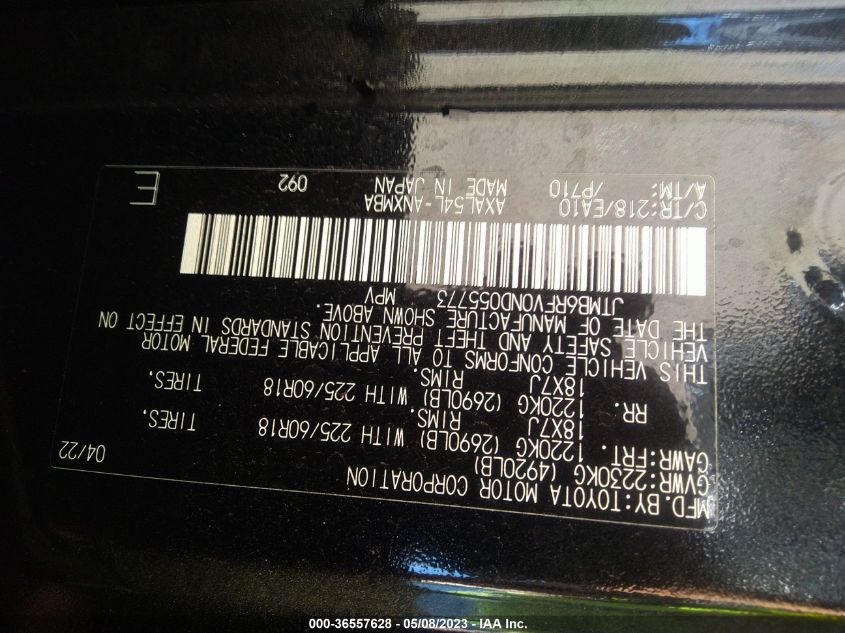 MFD.BY:TOYOTA MOTOR CORPORATION 04/22
GVWR:2230KG (4920LB)
GAWR:FRT. 1220KG (2690LB) WITH 225/60R18 TIRES,
18X7J RIMS.
RR. 1220KG (2690LB) WITH 225/60R18 TIRES,
18X7J RIMS.
THIS VEHICLE CONFORMS TO ALL APPLICABLE FEDERAL MOTOR
VEHICLE SAFETY AND THEFT PREVENTION STANDARDS IN EFFECT ON
THE DATE OF MANUFACTURE SHOWN ABOVE.
JTMB6RFV0ND055773 MPV
C/TR:218/EA10 AXAL54L-ANXMBA
A/TM: /P710 MADE IN JAPAN 092 E
000-36557628 - 05/08/2023 - IAA Inc.